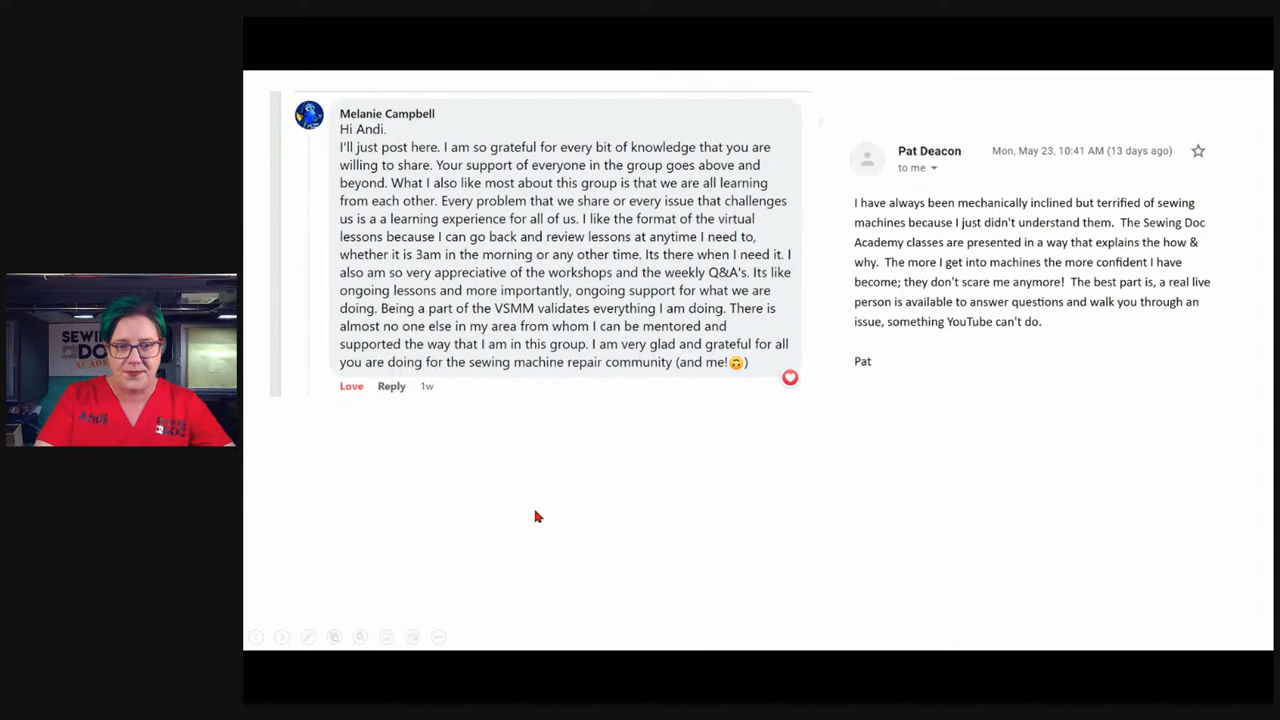 Melanie Campbell
Hi Andi.
I'll just post here. I am so grateful for every bit of knowledge that you are
willing to share. Your support of everyone in the group goes above and
beyond. What I also like most about this group is that we are all learning
from each other. Every problem that we share or every issue that challenges
us is a a learning experience for all of us. I like the format of the virtual
lessons because I can go back and review lessons at anytime I need to,
whether it is 3am in the morning or any other time. Its there when I need it. I
also am so very appreciative of the workshops and the weekly Q&A's. Its like
ongoing lessons and more importantly, ongoing support for what we are
doing. Being a part of the VSMM validates everything I am doing. There is
almost no one else in my area from whom I can be mentored and
supported the way that I am in this group. I am very glad and grateful for all
you are doing for the sewing machine repair community (and me!🙃)
Love Reply 1w
Pat Deacon Mon, May 23, 10:41 AM (13 days ago)
to me
I have always been mechanically inclined but terrified of sewing
machines because I just didn't understand them. The Sewing Doc
Academy classes are presented in a way that explains the how &
why. The more I get into machines the more confident I have
become; they don't scare me anymore! The best part is, a real live
person is available to answer questions and walk you through an
issue, something YouTube can't do.
Pat
SEWING
DOC
Andi
DOC